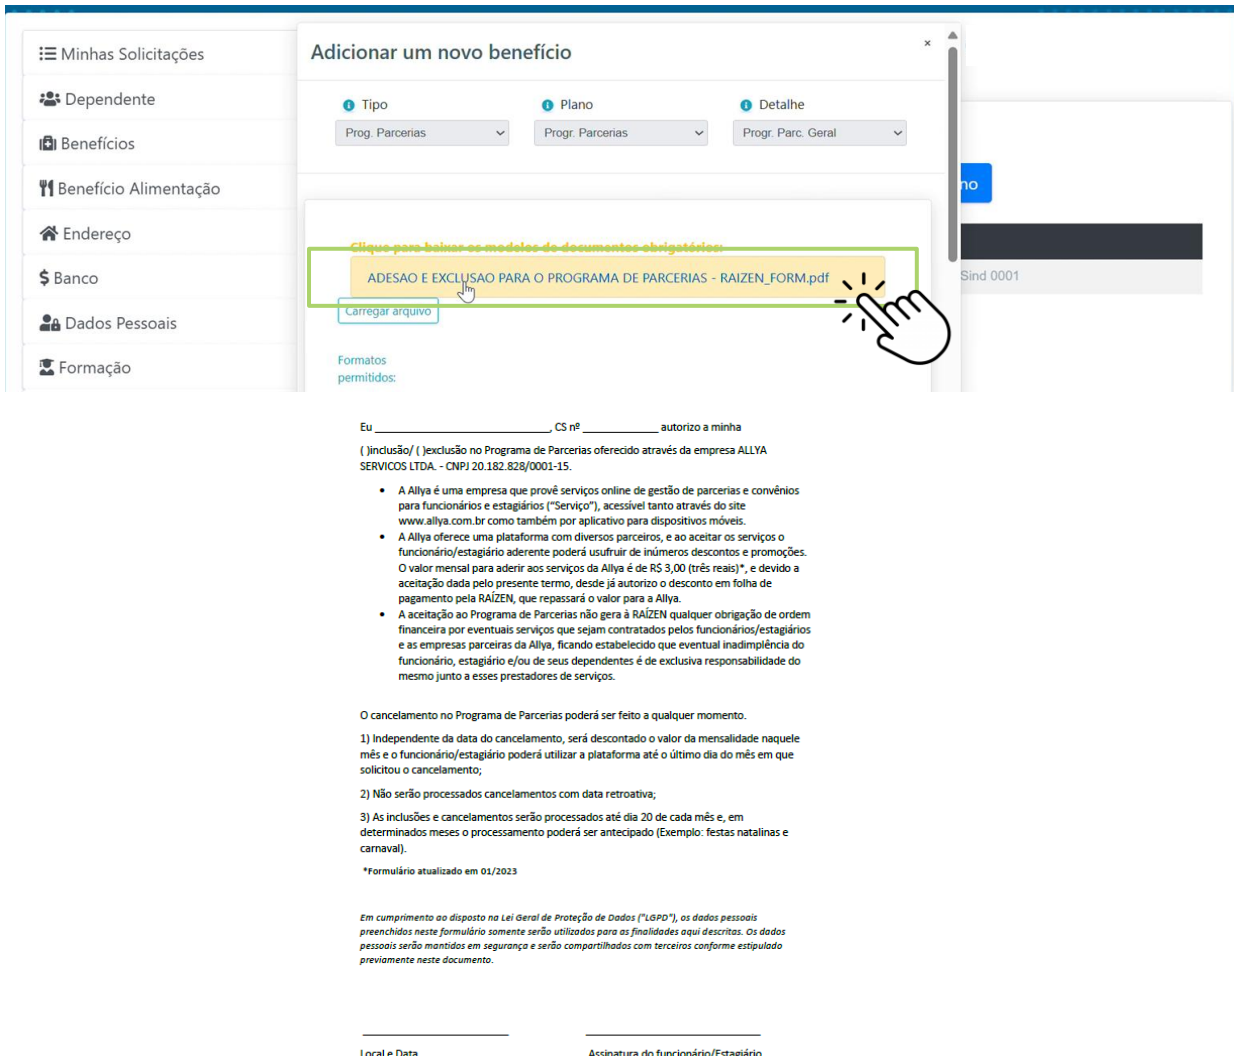 Minhas Solicitações
Dependente
Benefícios
Benefício Alimentação
Endereço
Banco
Dados Pessoais
Formação
Adicionar um novo benefício
×
Tipo
Plano
Detalhe
Prog. Parcerias
Progr. Parcerias
Progr. Parc. Geral
no
Sind 0001
Clique para baixar os modelos de documentos obrigatórios:
ADESAO E EXCLUSAO PARA O PROGRAMA DE PARCERIAS - RAIZEN_FORM.pdf
Carregar arquivo
Formatos
permitidos:
Eu ______________________________, CS nº _____________ autorizo a minha
( )inclusão/ ( )exclusão no Programa de Parcerias oferecido através da empresa ALLYA
SERVICOS LTDA. - CNPJ 20.182.828/0001-15.
• A Allya é uma empresa que provê serviços online de gestão de parcerias e convênios
para funcionários e estagiários (“Serviço”), acessível tanto através do site
www.allya.com.br como também por aplicativo para dispositivos móveis.
• A Allya oferece uma plataforma com diversos parceiros, e ao aceitar os serviços o
funcionário/estagiário aderente poderá usufruir de inúmeros descontos e promoções.
O valor mensal para aderir aos serviços da Allya é de R$ 3,00 (três reais)*, e devido a
aceitação dada pelo presente termo, desde já autorizo o desconto em folha de
pagamento pela RAÍZEN, que repassará o valor para a Allya.
• A aceitação ao Programa de Parcerias não gera à RAÍZEN qualquer obrigação de ordem
financeira por eventuais serviços que sejam contratados pelos funcionários/estagiários
e as empresas parceiras da Allya, ficando estabelecido que eventual inadimplência do
funcionário, estagiário e/ou de seus dependentes é de exclusiva responsabilidade do
mesmo junto a esses prestadores de serviços.
O cancelamento no Programa de Parcerias poderá ser feito a qualquer momento.
1) Independente da data do cancelamento, será descontado o valor da mensalidade naquele
mês e o funcionário/estagiário poderá utilizar a plataforma até o último dia do mês em que
solicitou o cancelamento;
2) Não serão processados cancelamentos com data retroativa;
3) As inclusões e cancelamentos serão processados até dia 20 de cada mês e, em
determinados meses o processamento poderá ser antecipado (Exemplo: festas natalinas e
carnaval).
*Formulário atualizado em 01/2023
Em cumprimento ao disposto na Lei Geral de Proteção de Dados ("LGPD"), os dados pessoais
preenchidos neste formulário somente serão utilizados para as finalidades aqui descritas. Os dados
pessoais serão mantidos em segurança e serão compartilhados com terceiros conforme estipulado
previamente neste documento.
Local e Data
Assinatura do funcionário/Estagiário